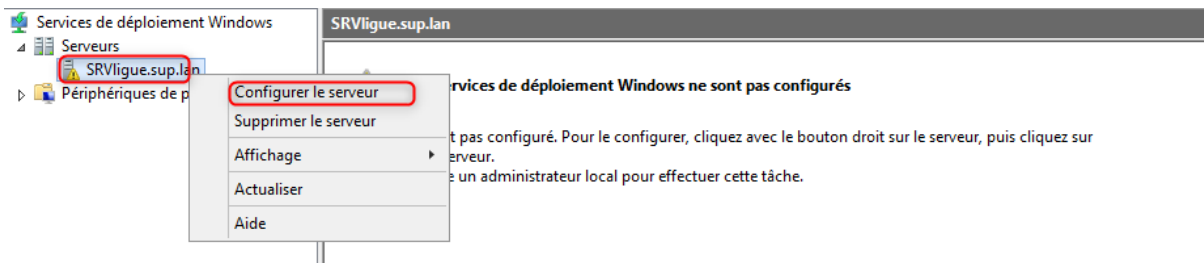 Services de déploiement Windows
SRVligue.sup.lan
Serveurs
SRVligue.sup.lan
Périphériques de p
Configurer le serveur
Supprimer le serveur
Affichage
Actualiser
Aide
rvices de déploiement Windows ne sont pas configurés
t pas configuré. Pour le configurer, cliquez avec le bouton droit sur le serveur, puis cliquez sur
erveur.
un administrateur local pour effectuer cette tâche.